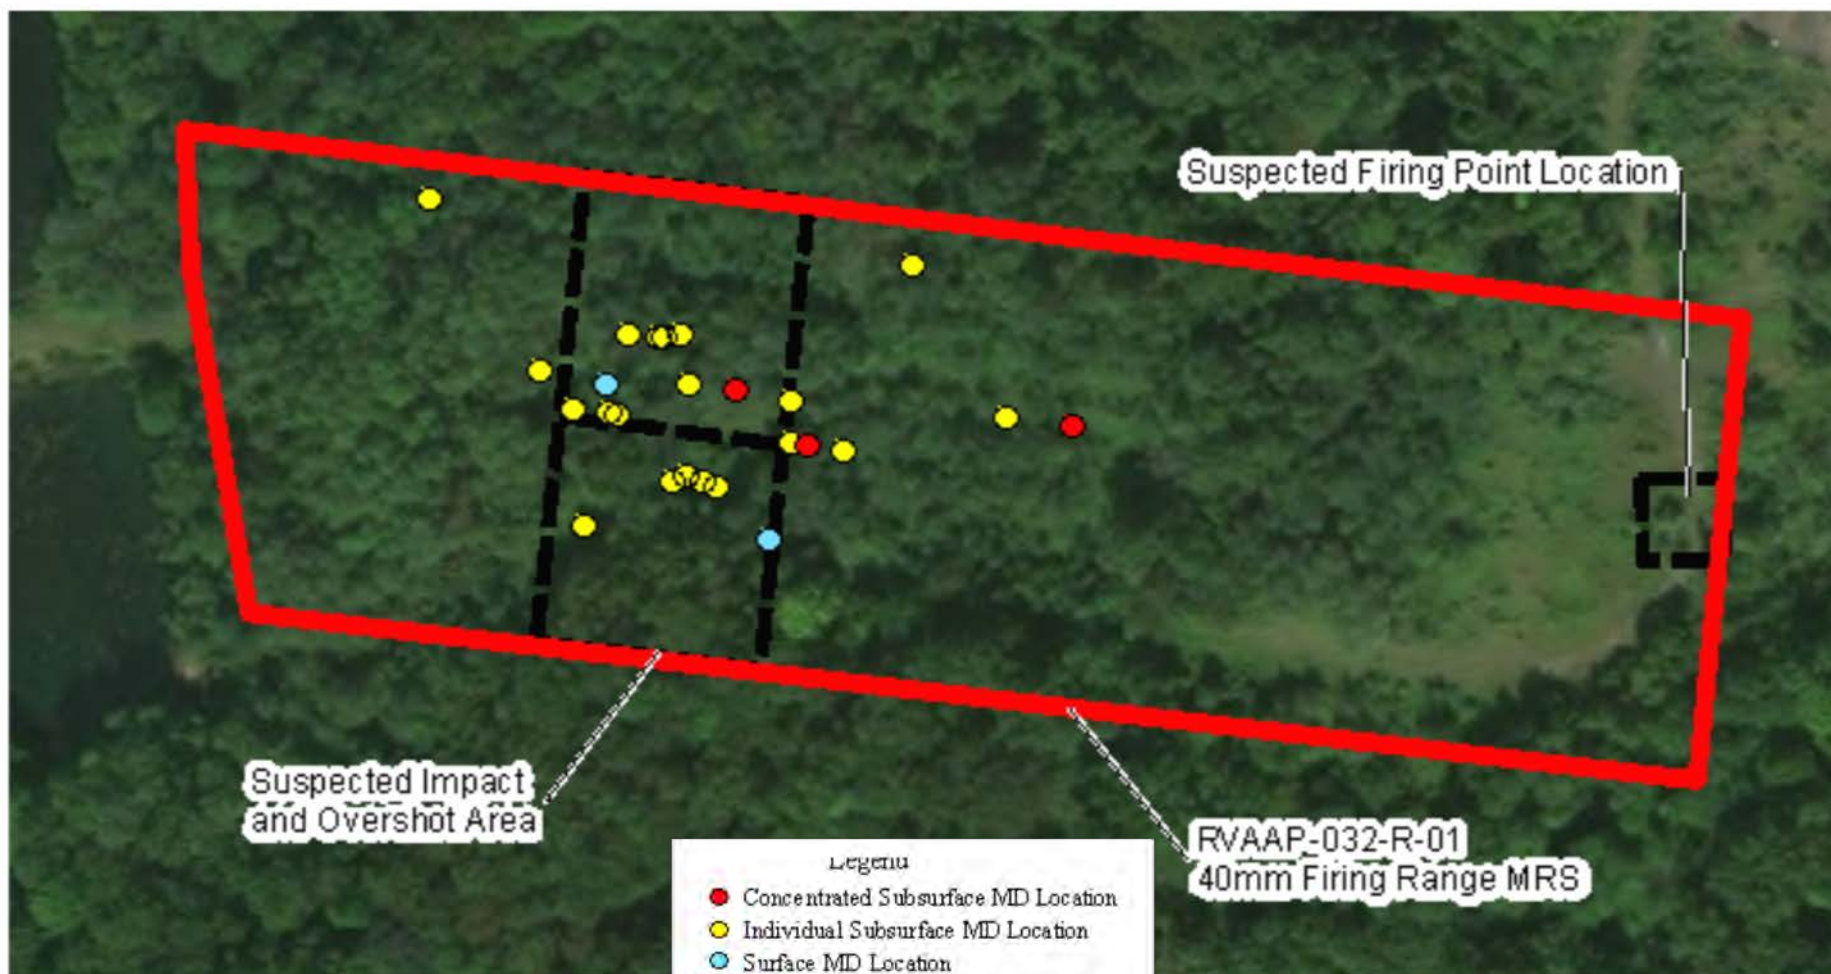 Suspected Firing Point Location
Suspected Impact
and Overshot Area
RVAAP-032-R-01
40mm Firing Range MRS
Legend
Concentrated Subsurface MD Location
Individual Subsurface MD Location
Surface MD Location